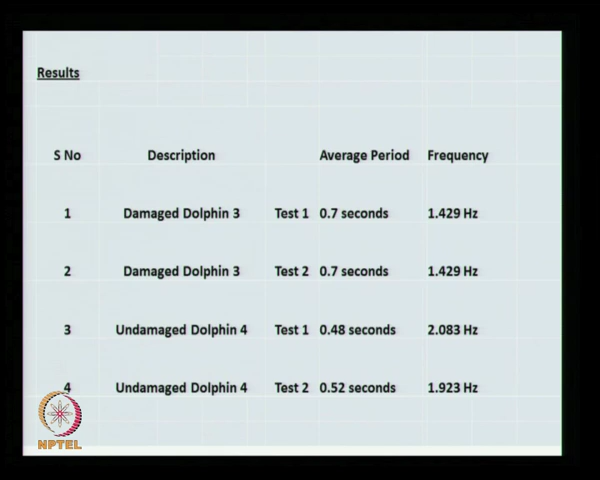 Results
S No Description Average Period Frequency
1 Damaged Dolphin 3 Test 1 0.7 seconds 1.429 Hz
2 Damaged Dolphin 3 Test 2 0.7 seconds 1.429 Hz
3 Undamaged Dolphin 4 Test 1 0.48 seconds 2.083 Hz
4 Undamaged Dolphin 4 Test 2 0.52 seconds 1.923 Hz
NPTEL